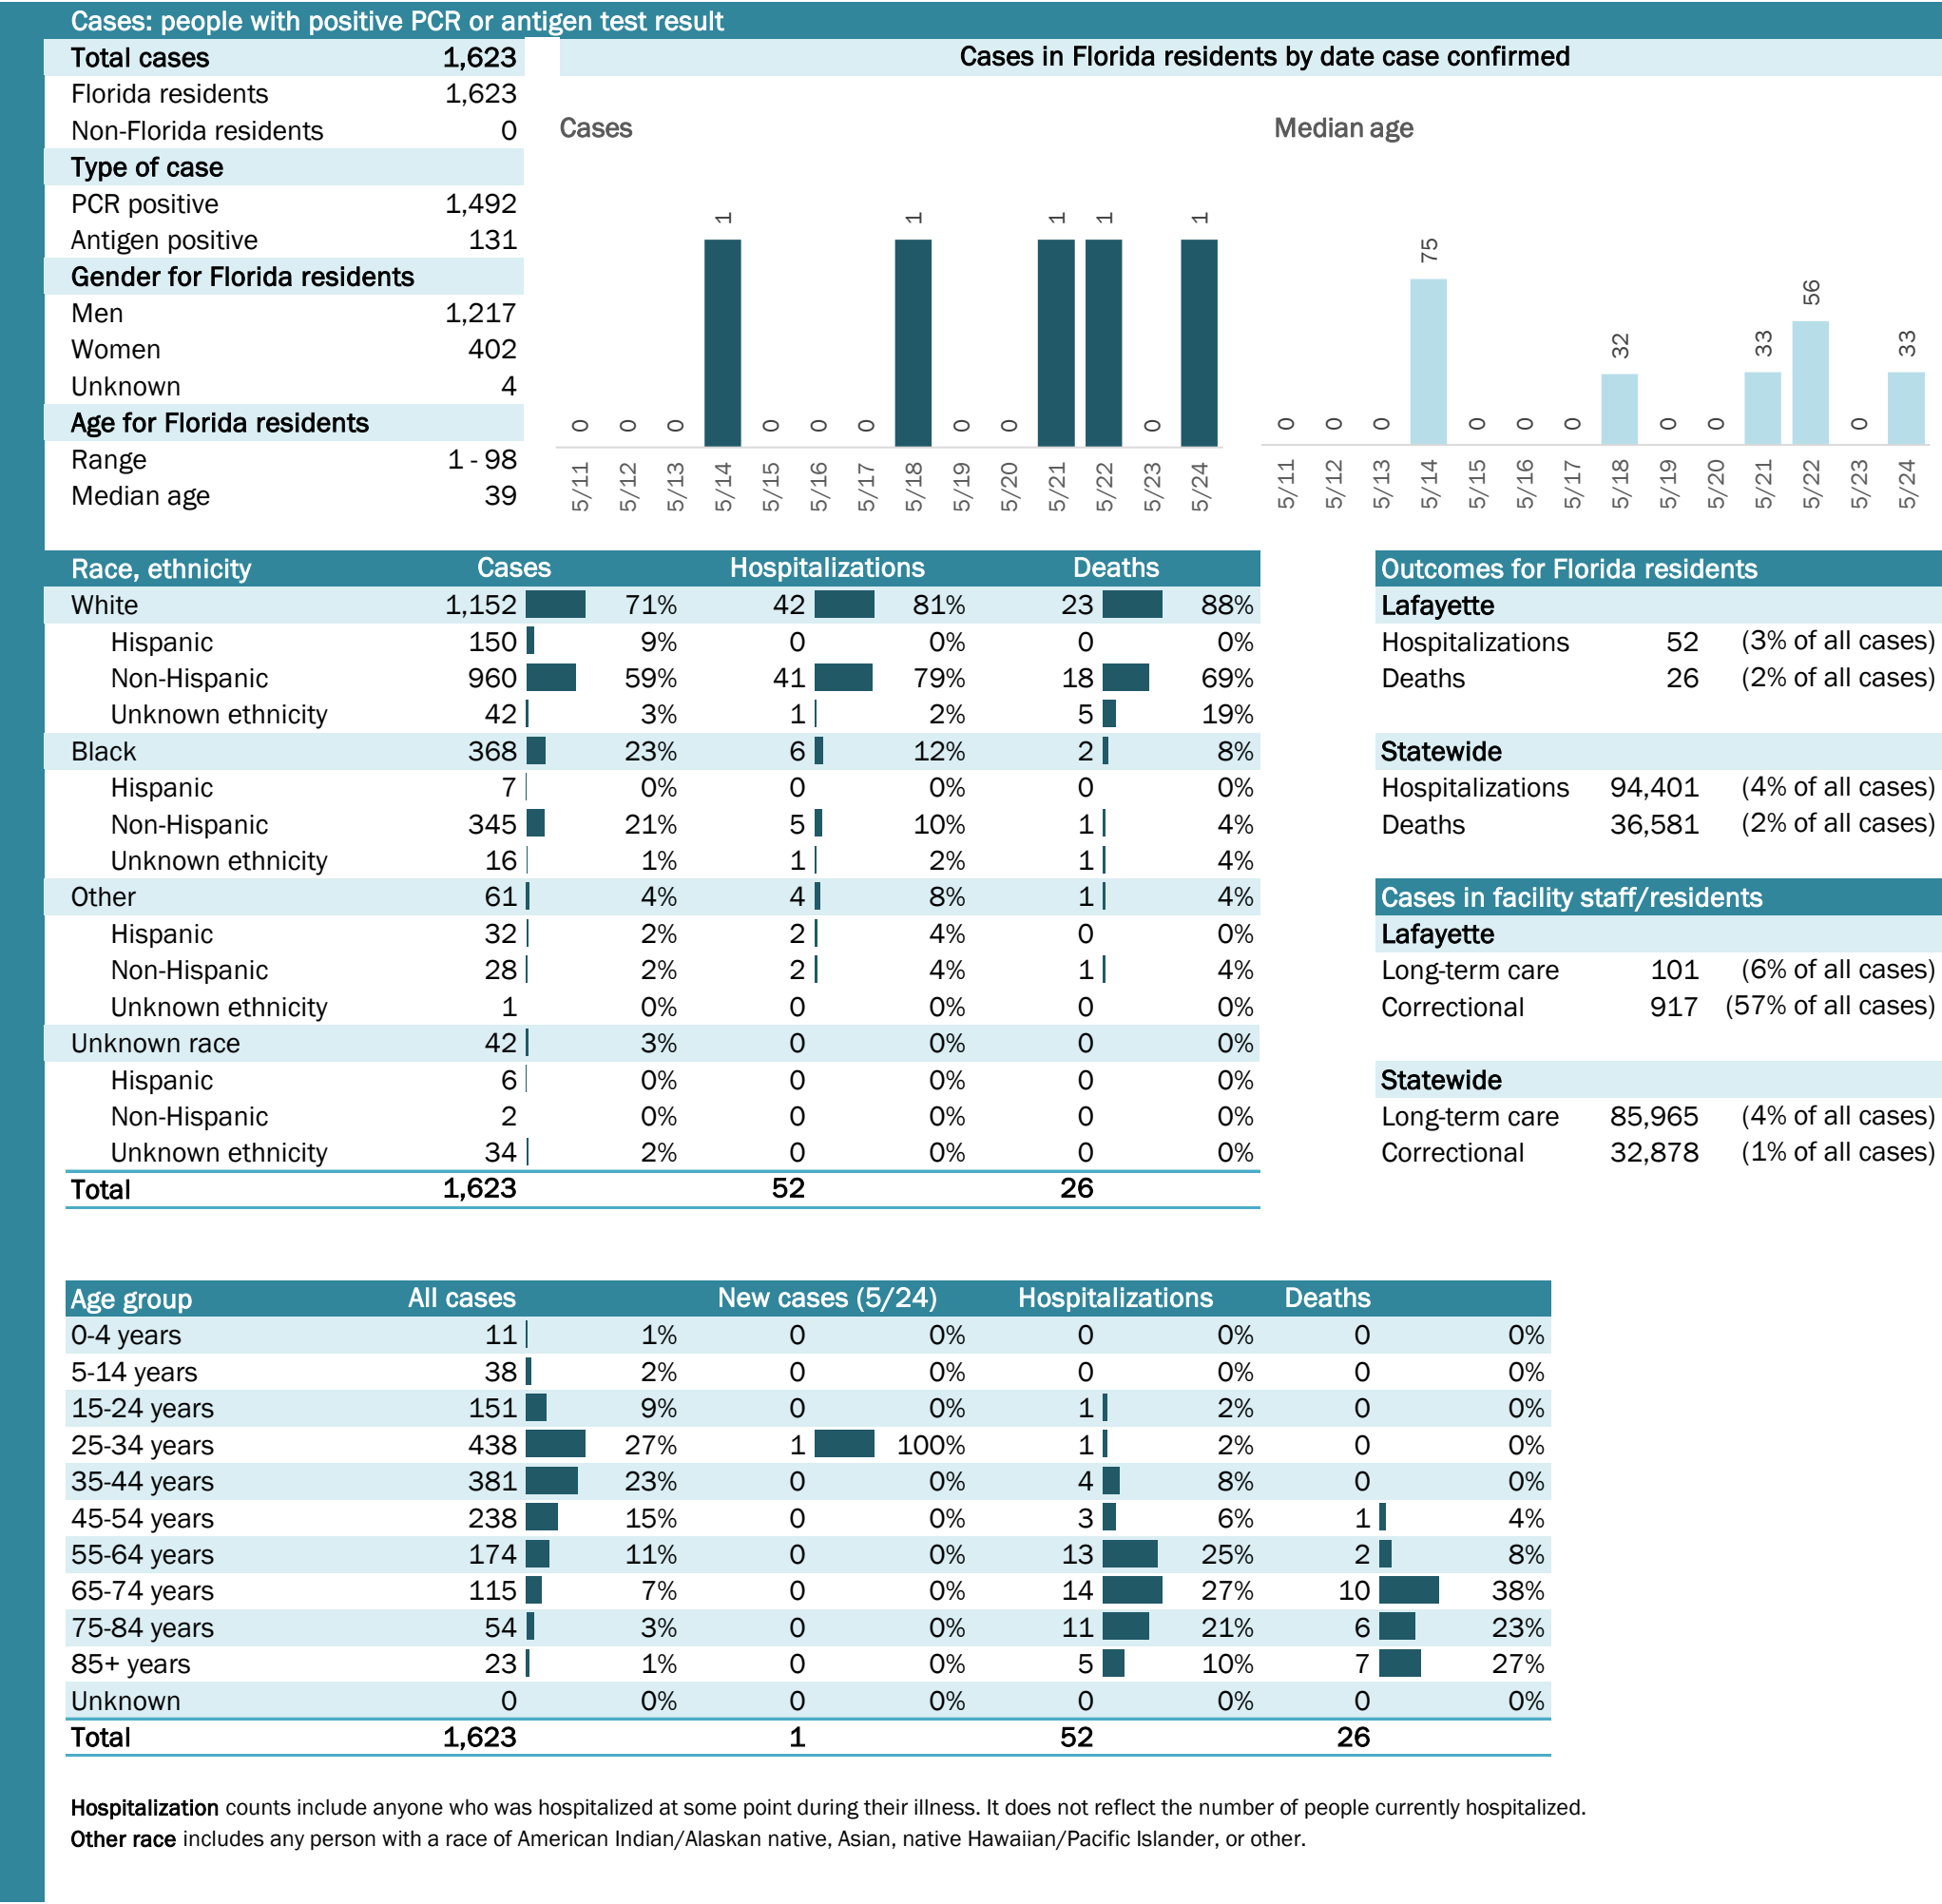 Cases: people with positive PCR or antigen test result
Total cases 1,623
Florida residents 1,623
Non-Florida residents 0
Type of case
PCR positive 1,492
Antigen positive 131
Gender for Florida residents
Men 1,217
Women 402
Unknown 4
Age for Florida residents
Range 1 - 98
Median age 39
Cases in Florida residents by date case confirmed
Cases
0 0 0 1 0 0 0 1 0 0 1 1 0 1
5/11 5/12 5/13 5/14 5/15 5/16 5/17 5/18 5/19 5/20 5/21 5/22 5/23 5/24
Median age
0 0 0 75 0 0 0 32 0 0 33 56 0 33
5/11 5/12 5/13 5/14 5/15 5/16 5/17 5/18 5/19 5/20 5/21 5/22 5/23 5/24
Race, ethnicity Cases Hospitalizations Deaths
White 1,152 71% 42 81% 23 88%
Hispanic 150 9% 0 0% 0 0%
Non-Hispanic 960 59% 41 79% 18 69%
Unknown ethnicity 42 3% 1 2% 5 19%
Black 368 23% 6 12% 2 8%
Hispanic 7 0% 0 0% 0 0%
Non-Hispanic 345 21% 5 10% 1 4%
Unknown ethnicity 16 1% 1 2% 1 4%
Other 61 4% 4 8% 1 4%
Hispanic 32 2% 2 4% 0 0%
Non-Hispanic 28 2% 2 4% 1 4%
Unknown ethnicity 1 0% 0 0% 0 0%
Unknown race 42 3% 0 0% 0 0%
Hispanic 6 0% 0 0% 0 0%
Non-Hispanic 2 0% 0 0% 0 0%
Unknown ethnicity 34 2% 0 0% 0 0%
Total 1,623 52 26
Outcomes for Florida residents
Lafayette
Hospitalizations 52 (3% of all cases)
Deaths 26 (2% of all cases)
Statewide
Hospitalizations 94,401 (4% of all cases)
Deaths 36,581 (2% of all cases)
Cases in facility staff/residents
Lafayette
Long-term care 101 (6% of all cases)
Correctional 917 (57% of all cases)
Statewide
Long-term care 85,965 (4% of all cases)
Correctional 32,878 (1% of all cases)
Age group All cases New cases (5/24) Hospitalizations Deaths
0-4 years 11 1% 0 0% 0 0% 0 0%
5-14 years 38 2% 0 0% 0 0% 0 0%
15-24 years 151 9% 0 0% 1 2% 0 0%
25-34 years 438 27% 1 100% 1 2% 0 0%
35-44 years 381 23% 0 0% 4 8% 0 0%
45-54 years 238 15% 0 0% 3 6% 1 4%
55-64 years 174 11% 0 0% 13 25% 2 8%
65-74 years 115 7% 0 0% 14 27% 10 38%
75-84 years 54 3% 0 0% 11 21% 6 23%
85+ years 23 1% 0 0% 5 10% 7 27%
Unknown 0 0% 0 0% 0 0% 0 0%
Total 1,623 1 52 26
Hospitalization counts include anyone who was hospitalized at some point during their illness. It does not reflect the number of people currently hospitalized.
Other race includes any person with a race of American Indian/Alaskan native, Asian, native Hawaiian/Pacific Islander, or other.